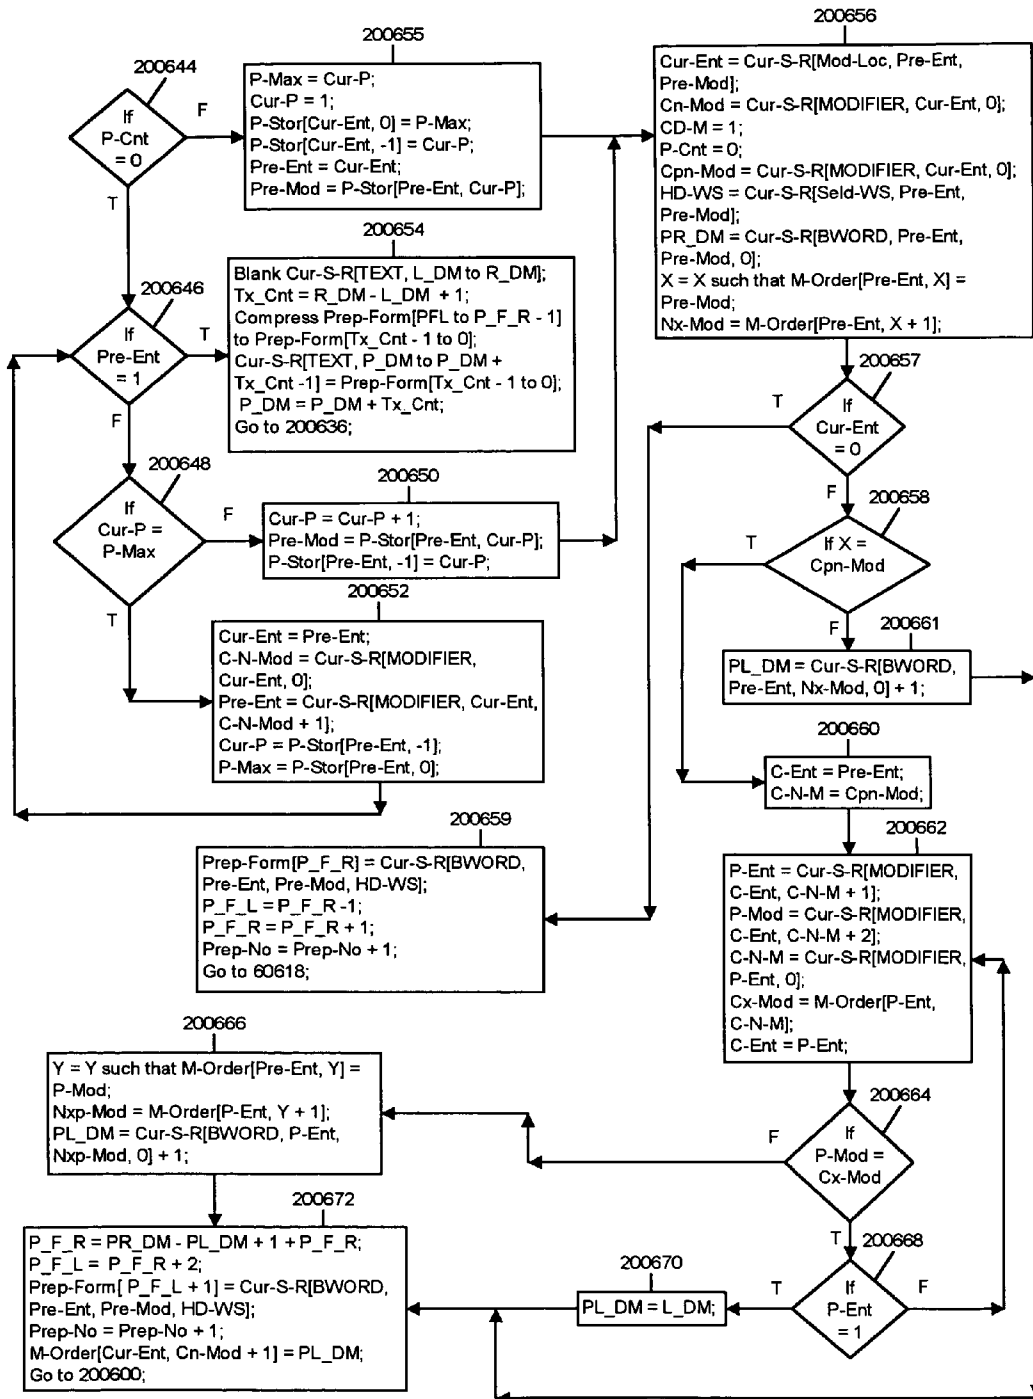 200655
P-Max = Cur-P;
Cur-P = 1;
P-Stor[Cur-Ent, 0] = P-Max;
P-Stor[Cur-Ent, -1] = Cur-P;
Pre-Ent = Cur-Ent;
Pre-Mod = P-Stor[Pre-Ent, Cur-P];
200644
If
P-Cnt
= 0
F
T
200656
Cur-Ent = Cur-S-R[Mod-Loc, Pre-Ent,
Pre-Mod];
Cn-Mod = Cur-S-R[MODIFIER, Cur-Ent, 0];
CD-M = 1;
P-Cnt = 0;
Cpn-Mod = Cur-S-R[MODIFIER, Cur-Ent, 0];
HD-WS = Cur-S-R[Seld-WS, Pre-Ent,
Pre-Mod];
PR_DM = Cur-S-R[BWORD, Pre-Ent,
Pre-Mod, 0];
X = X such that M-Order[Pre-Ent, X] =
Pre-Mod;
Nx-Mod = M-Order[Pre-Ent, X + 1];
200654
Blank Cur-S-R[TEXT, L_DM to R_DM];
Tx_Cnt = R_DM - L_DM + 1;
Compress Prep-Form[PFL to P_F_R - 1]
to Prep-Form[Tx_Cnt - 1 to 0];
Cur-S-R[TEXT, P_DM to P_DM +
Tx_Cnt -1] = Prep-Form[Tx_Cnt - 1 to 0];
P_DM = P_DM + Tx_Cnt;
Go to 200636;
200646
If
Pre-Ent
= 1
T
F
200657
If
Cur-Ent
= 0
T
F
200648
If
Cur-P =
P-Max
F
T
200650
Cur-P = Cur-P + 1;
Pre-Mod = P-Stor[Pre-Ent, Cur-P];
P-Stor[Pre-Ent, -1] = Cur-P;
200658
If X =
Cpn-Mod
T
F
200652
Cur-Ent = Pre-Ent;
C-N-Mod = Cur-S-R[MODIFIER,
Cur-Ent, 0];
Pre-Ent = Cur-S-R[MODIFIER, Cur-Ent,
C-N-Mod + 1];
Cur-P = P-Stor[Pre-Ent, -1];
P-Max = P-Stor[Pre-Ent, 0];
200661
PL_DM = Cur-S-R[BWORD,
Pre-Ent, Nx-Mod, 0] + 1;
200660
C-Ent = Pre-Ent;
C-N-M = Cpn-Mod;
200659
Prep-Form[P_F_R] = Cur-S-R[BWORD,
Pre-Ent, Pre-Mod, HD-WS];
P_F_L = P_F_R -1;
P_F_R = P_F_R + 1;
Prep-No = Prep-No + 1;
Go to 60618;
200662
P-Ent = Cur-S-R[MODIFIER,
C-Ent, C-N-M + 1];
P-Mod = Cur-S-R[MODIFIER,
C-Ent, C-N-M + 2];
C-N-M = Cur-S-R[MODIFIER,
P-Ent, 0];
Cx-Mod = M-Order[P-Ent,
C-N-M];
C-Ent = P-Ent;
200666
Y = Y such that M-Order[Pre-Ent, Y] =
P-Mod;
Nxp-Mod = M-Order[P-Ent, Y + 1];
PL_DM = Cur-S-R[BWORD, P-Ent,
Nxp-Mod, 0] + 1;
200664
If
P-Mod =
Cx-Mod
F
T
200672
P_F_R = PR_DM - PL_DM + 1 + P_F_R;
P_F_L = P_F_R + 2;
Prep-Form[ P_F_L + 1] = Cur-S-R[BWORD,
Pre-Ent, Pre-Mod, HD-WS];
Prep-No = Prep-No + 1;
M-Order[Cur-Ent, Cn-Mod + 1] = PL_DM;
Go to 200600;
200670
PL_DM = L_DM;
200668
If
P-Ent
= 1
T
F